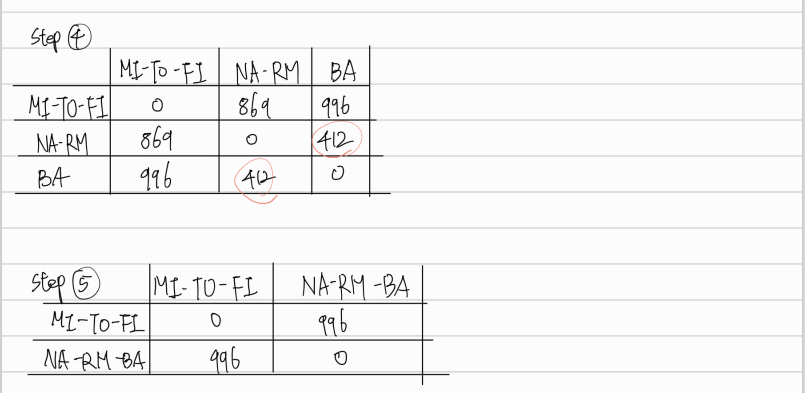 Step ④
MI-TO-FI NA-RM BA
MI-TO-FI 0 869 996
NA-RM 869 0 412
BA 996 412 0
Step ⑤ MI-TO-FI NA-RM-BA
MI-TO-FI 0 996
NA-RM-BA 996 0